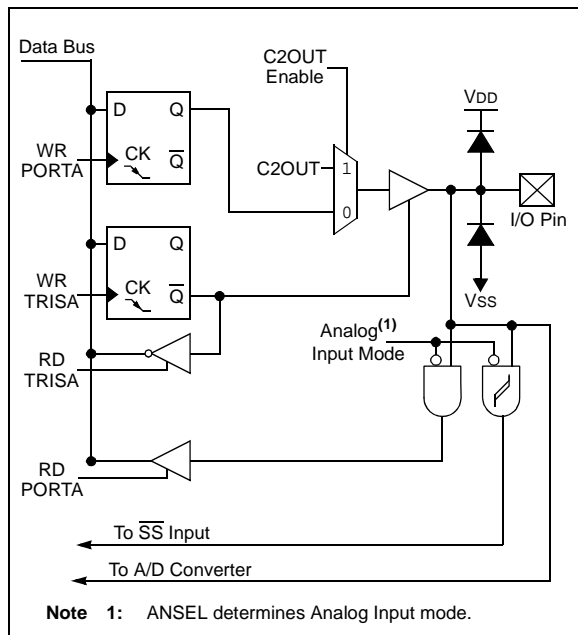 Data Bus
C2OUT
Enable
VDD
D
Q
WR
PORTA
CK
Q̅
C2OUT
1
0
I/O Pin
D
Q
WR
TRISA
CK
Q̅
VSS
RD
TRISA
Analog(1)
Input Mode
RD
PORTA
To S̅S̅ Input
To A/D Converter
Note 1: ANSEL determines Analog Input mode.